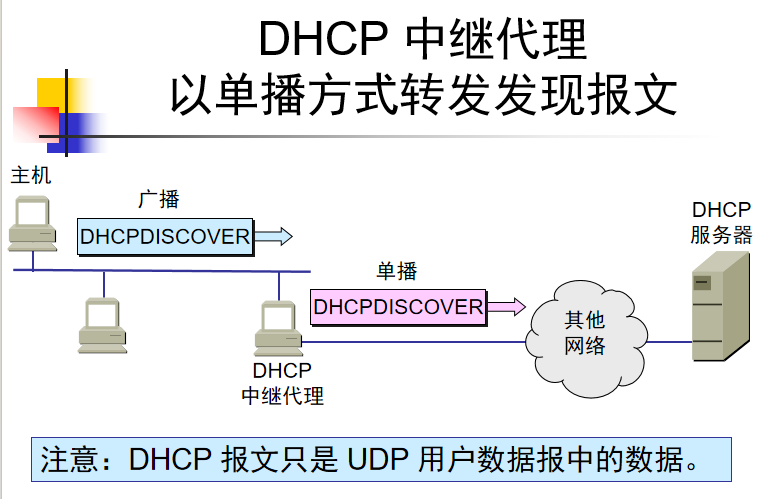 DHCP 中继代理
以单播方式转发发现报文
主机
广播
DHCPDISCOVER
DHCP
服务器
单播
DHCPDISCOVER
其他
网络
DHCP
中继代理
注意：DHCP 报文只是 UDP 用户数据报中的数据。